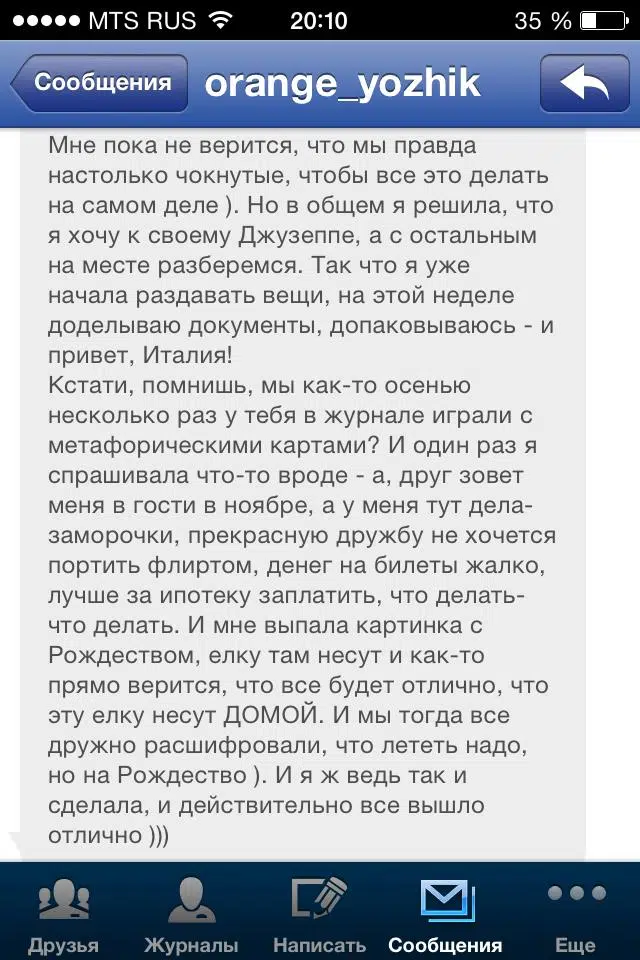 MTS RUS 20:10 35 %
Сообщения orange_yozhik
Мне пока не верится, что мы правда
настолько чокнутые, чтобы все это делать
на самом деле ). Но в общем я решила, что
я хочу к своему Джузеппе, а с остальным
на месте разберемся. Так что я уже
начала раздавать вещи, на этой неделе
доделываю документы, допаковываюсь - и
привет, Италия!
Кстати, помнишь, мы как-то осенью
несколько раз у тебя в журнале играли с
метафорическими картами? И один раз я
спрашивала что-то вроде - а, друг зовет
меня в гости в ноябре, а у меня тут дела-
заморочки, прекрасную дружбу не хочется
портить флиртом, денег на билеты жалко,
лучше за ипотеку заплатить, что делать-
что делать. И мне выпала картинка с
Рождеством, елку там несут и как-то
прямо верится, что все будет отлично, что
эту елку несут ДОМОЙ. И мы тогда все
дружно расшифровали, что лететь надо,
но на Рождество ). И я ж ведь так и
сделала, и действительно все вышло
отлично )))
Друзья Журналы Написать Сообщения Еще